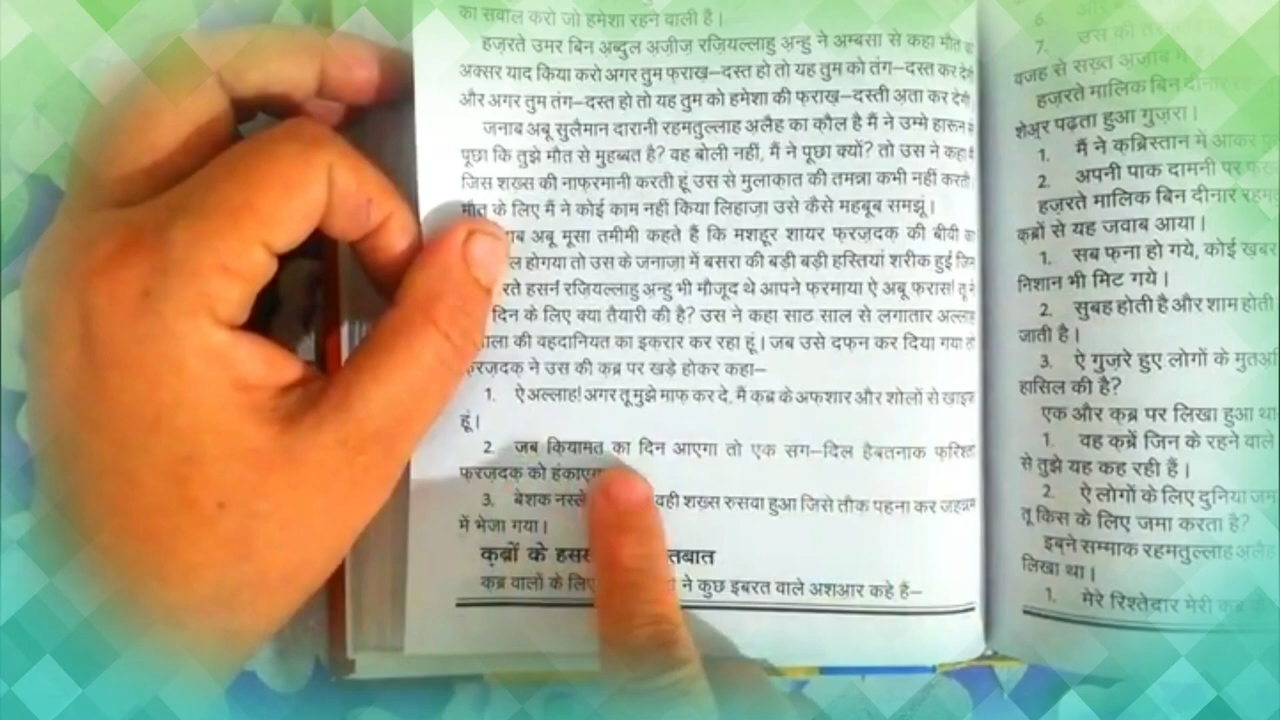 का सवाल करो जो हमेशा रहने वाली है।
हज़रते उमर बिन अ़ब्दुल अज़ीज़ रज़ियल्लाहु अ़न्हु ने अम्बसा से कहा मौत
अक्सर याद किया करो अगर तुम फ़राख़–दस्त हो तो यह तुम को तंग–दस्त कर देगी
और अगर तुम तंग–दस्त हो तो यह तुम को हमेशा की फ़राख़–दस्ती अ़ता कर देगी
जनाब अबू सुलैमान दारानी रहमतुल्लाह अ़लैह का क़ौल है मैं ने उम्मे हारून
पूछा कि तुझे मौत से मुहब्बत है? वह बोली नहीं, मैं ने पूछा क्यों? तो उस ने कहा
जिस शख़्स की नाफ़रमानी करती हूं उस से मुलाक़ात की तमन्ना कभी नहीं करती
मौत के लिए मैं ने कोई काम नहीं किया लिहाज़ा उसे कैसे महबूब समझूं।
अबू मूसा तमीमी कहते हैं कि मशहूर शायर फ़रज़दक़ की बीवी का
होगया तो उस के जनाज़ा में बसरा की बड़ी बड़ी हस्तियां शरीक हुईं जिन
हसन रज़ियल्लाहु अ़न्हु भी मौजूद थे आपने फ़रमाया ऐ अबू फ़रास! तू ने
दिन के लिए क्या तैयारी की है? उस ने कहा साठ साल से लगातार अल्लाह
की वहदानियत का इक़रार कर रहा हूं। जब उसे दफ़न कर दिया गया तो
फ़रज़दक़ ने उस की क़ब्र पर खड़े होकर कहा–
1. ऐ अल्लाह! अगर तू मुझे माफ़ कर दे, मैं क़ब्र के अफ़शार और शोलों से ख़ाइफ़
हूं।
2. जब क़ियामत का दिन आएगा तो एक संग–दिल हैबतनाक फ़रिश्ता
फ़रज़दक़ को हंकाएगा
3. बेशक नस्ले वही शख़्स रुसवा हुआ जिसे तौक़ पहना कर जहन्नम
में भेजा गया।
क़ब्रों के
क़ब्र वालों के लिए ने कुछ इबरत वाले अशआर कहे हैं–
6.
7. उस की
वजह से सख़्त अज़ाब में
हज़रते मालिक बिन दीनार
शेअ़र पढ़ता हुआ गुज़रा।
1. मैं ने क़ब्रिस्तान में आकर
2. अपनी पाक दामनी पर
हज़रते मालिक बिन दीनार
क़ब्रों से यह जवाब आया।
1. सब फ़ना हो गये, कोई ख़बर
निशान भी मिट गये।
2. सुबह होती है और शाम होती
जाती है।
3. ऐ गुज़रे हुए लोगों के
हासिल की है?
एक और क़ब्र पर लिखा हुआ था
1. वह क़ब्रें जिन के रहने वाले
से तुझे यह कह रही हैं।
2. ऐ लोगों के लिए दुनिया जमा
तू किस के लिए जमा करता है?
इब्ने सम्माक रहमतुल्लाह अ़लैह
लिखा था।
1. मेरे रिश्तेदार मेरी क़ब्र